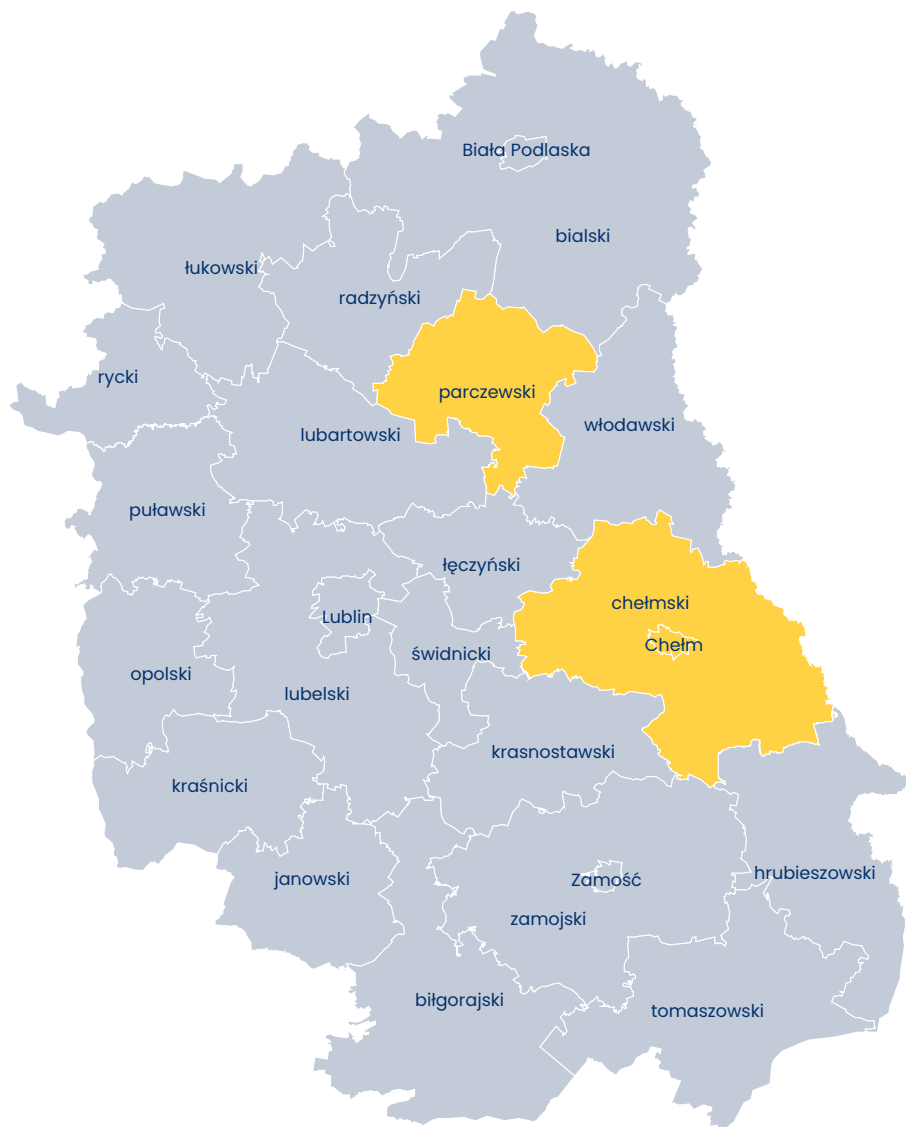 Biała Podlaska
bialski
łukowski
radzyński
rycki
parczewski
włodawski
lubartowski
puławski
łęczyński
chełmski
Lublin
Chełm
świdnicki
opolski
lubelski
krasnostawski
kraśnicki
hrubieszowski
janowski
Zamość
zamojski
biłgorajski
tomaszowski